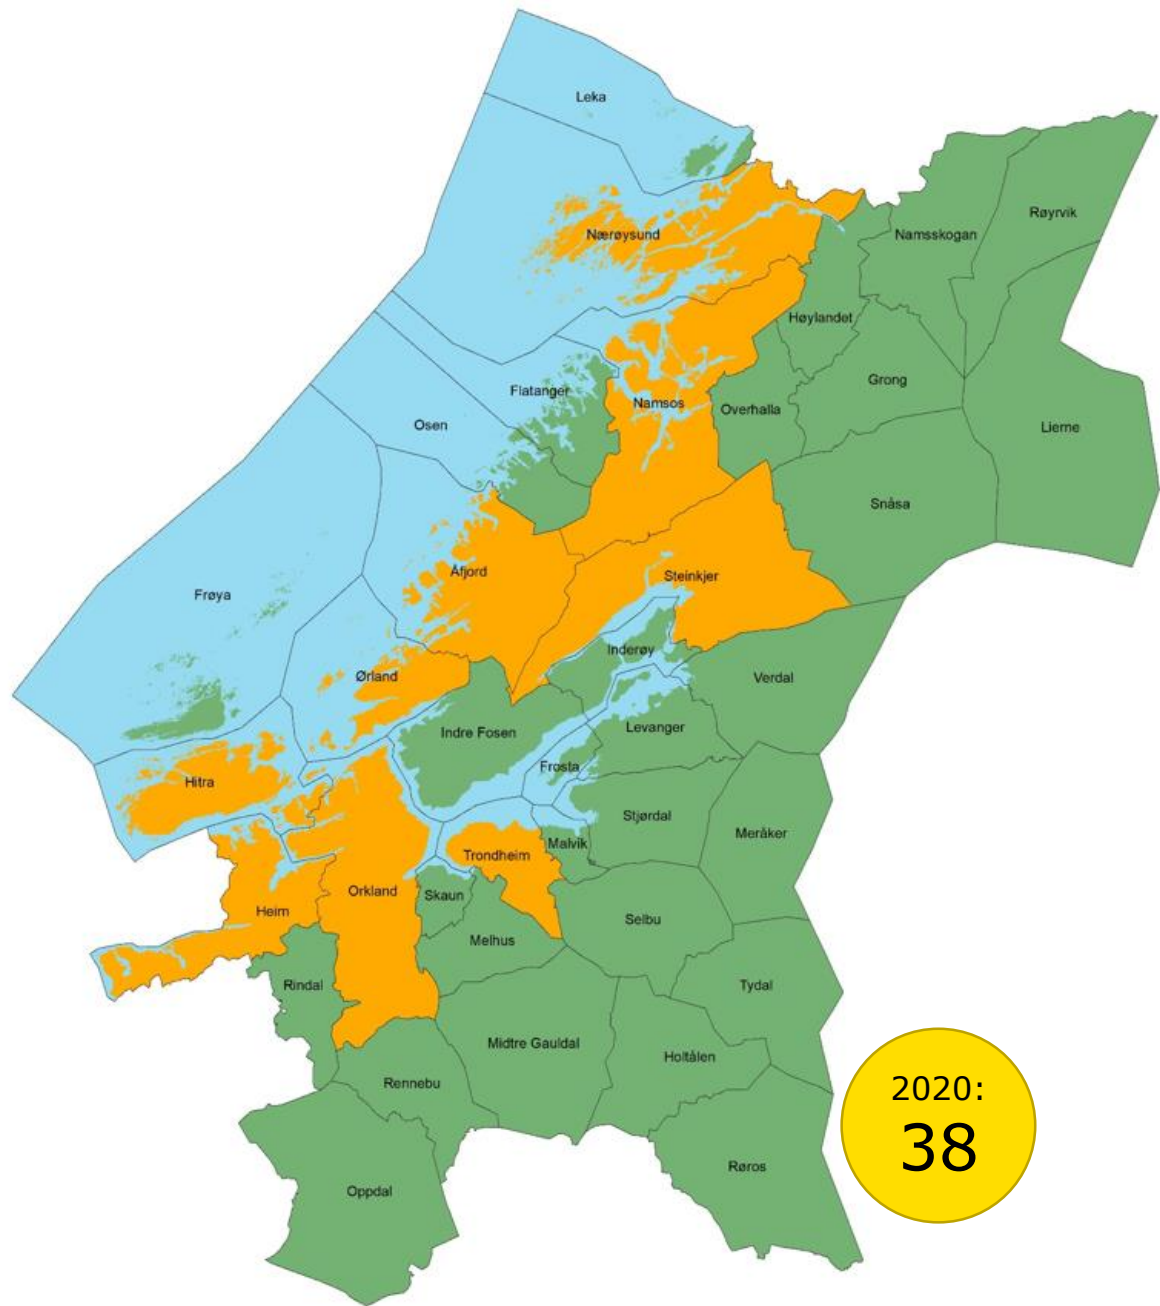 Leka
Røyrvik
Nærøysund
Namsskogan
Høylandet
Grong
Flatanger
Namsos
Overhalla
Osen
Lierne
Snåsa
Åfjord
Steinkjer
Frøya
Inderøy
Ørland
Verdal
Levanger
Indre Fosen
Frosta
Hitra
Stjørdal
Meråker
Malvik
Trondheim
Orkland
Skaun
Heim
Selbu
Melhus
Rindal
Tydal
Midtre Gauldal
Holtålen
Rennebu
2020:
38
Røros
Oppdal